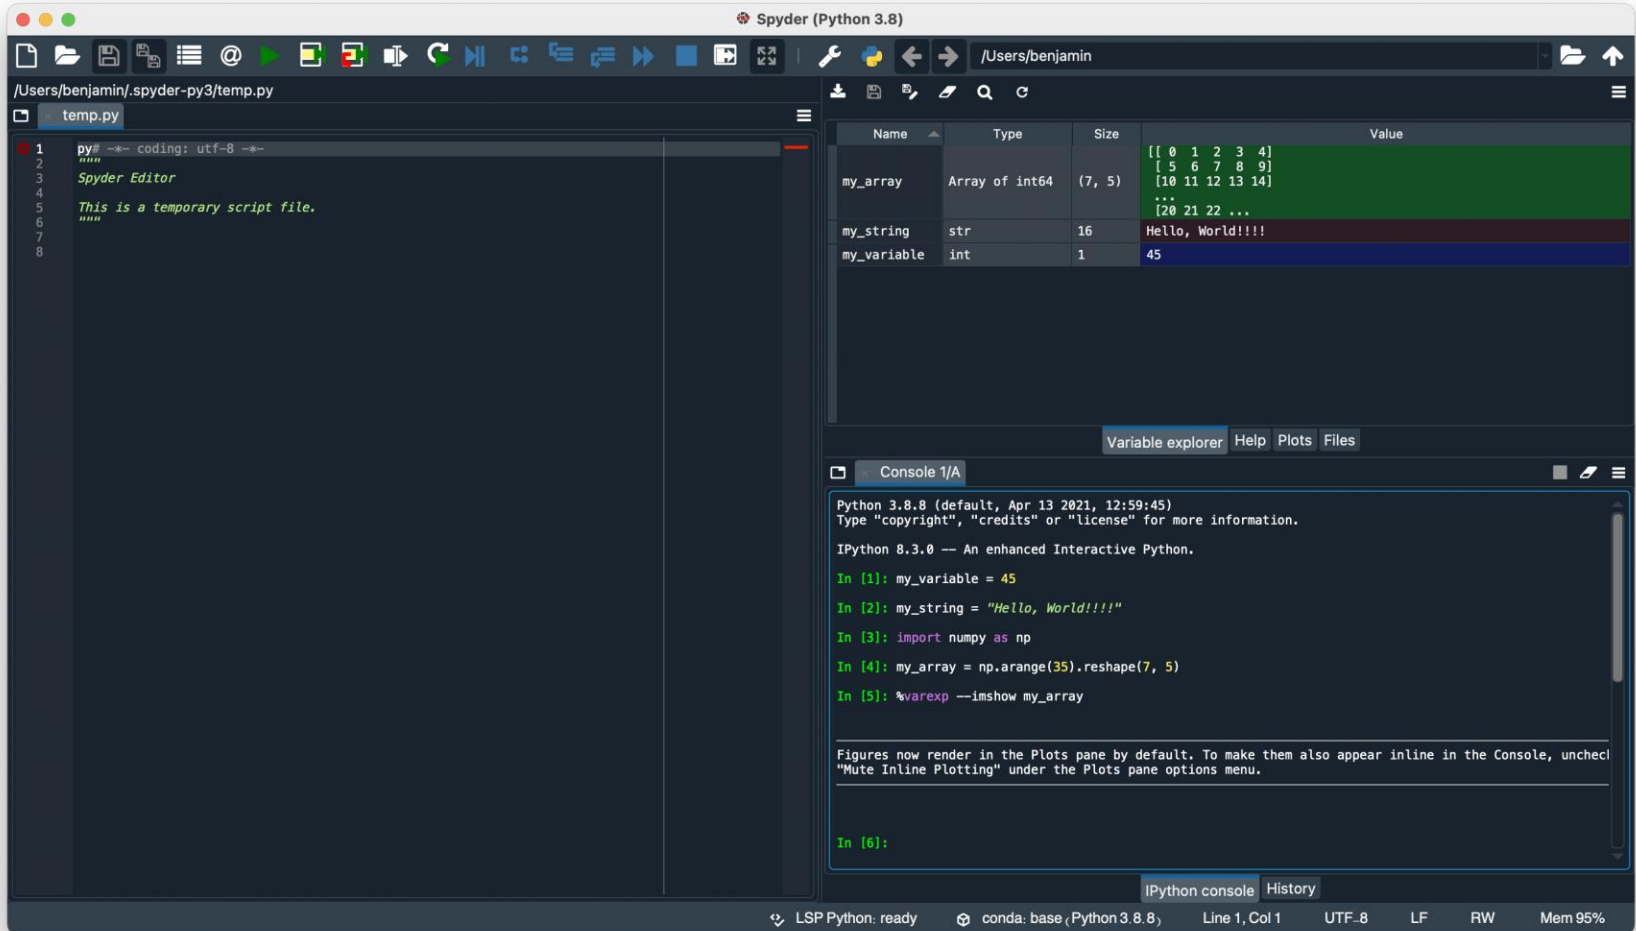 Spyder (Python 3.8)
/Users/benjamin
/Users/benjamin/.spyder-py3/temp.py
temp.py
1 py# -*- coding: utf-8 -*-
2 """
3 Spyder Editor
4
5 This is a temporary script file.
6 """
7
8
Name Type Size Value
my_array Array of int64 (7, 5)
[[ 0 1 2 3 4]
[ 5 6 7 8 9]
[10 11 12 13 14]
...
[20 21 22 ...
my_string str 16 Hello, World!!!!
my_variable int 1 45
Variable explorer Help Plots Files
Console 1/A
Python 3.8.8 (default, Apr 13 2021, 12:59:45)
Type "copyright", "credits" or "license" for more information.
IPython 8.3.0 -- An enhanced Interactive Python.
In [1]: my_variable = 45
In [2]: my_string = "Hello, World!!!!"
In [3]: import numpy as np
In [4]: my_array = np.arange(35).reshape(7, 5)
In [5]: %varexp --imshow my_array
Figures now render in the Plots pane by default. To make them also appear inline in the Console, uncheck
"Mute Inline Plotting" under the Plots pane options menu.
In [6]:
IPython console History
LSP Python: ready conda: base (Python 3.8.8) Line 1, Col 1 UTF-8 LF RW Mem 95%